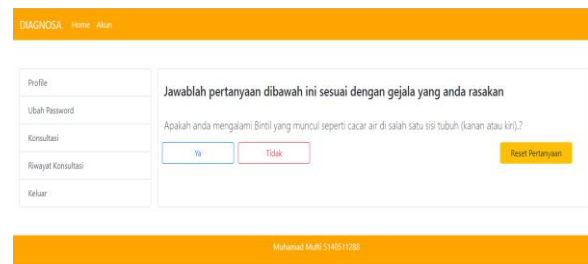 DIAGNOSA Home Akun
Profile
Ubah Password
Konsultasi
Riwayat Konsultasi
Keluar
Jawablah pertanyaan dibawah ini sesuai dengan gejala yang anda rasakan
Apakah anda mengalami Bintil yang muncul seperti cacar air di salah satu sisi tubuh (kanan atau kiri).?
Ya Tidak Reset Pertanyaan
Muhamad Mufti 5140511288